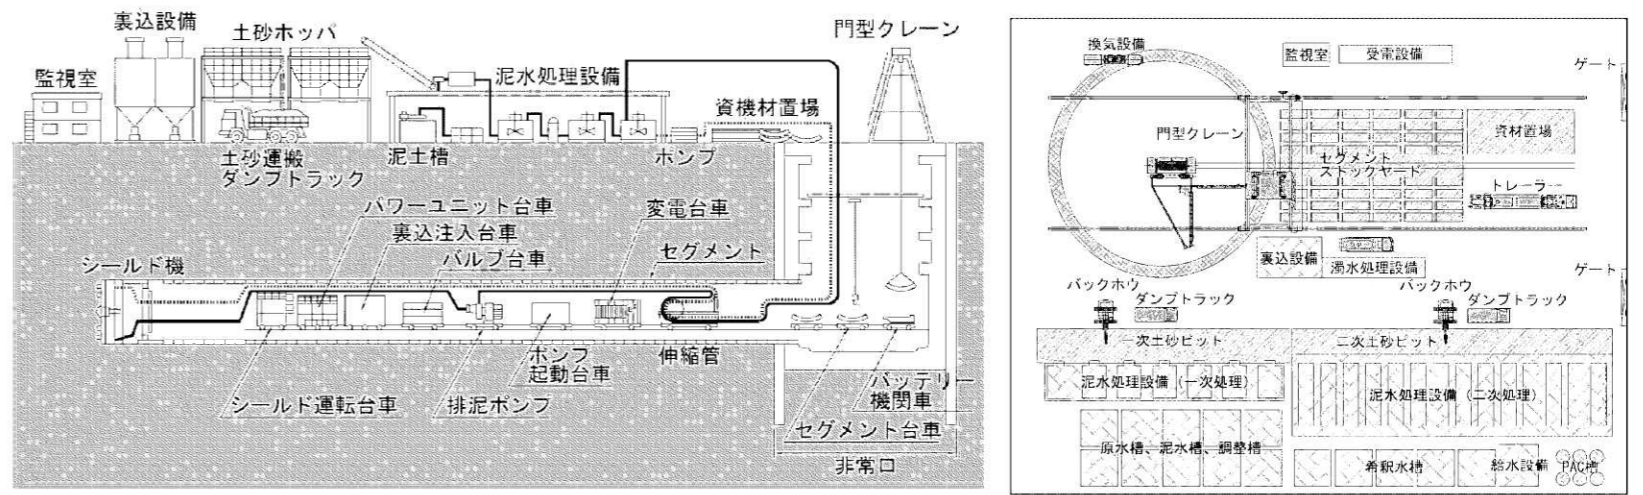 裏込設備
土砂ホッパ
門型クレーン
監視室
泥水処理設備
資機材置場
土砂運搬
ダンプトラック
泥土槽
ポンプ
パワーユニット台車
変電台車
裏込注入台車
バルブ台車
セグメント
シールド機
ポンプ
起動台車
伸縮管
バッテリー
機関車
シールド運転台車
排泥ポンプ
セグメント台車
非常口
換気設備
監視室
受電設備
ゲート
門型クレーン
資材置場
セグメント
ストックヤード
トレーラー
裏込設備
濁水処理設備
ゲート
バックホウ
ダンプトラック
バックホウ
ダンプトラック
一次土砂ピット
二次土砂ピット
泥水処理設備（一次処理）
泥水処理設備（二次処理）
原水槽、泥水槽、調整槽
希釈水槽
給水設備
PAC槽